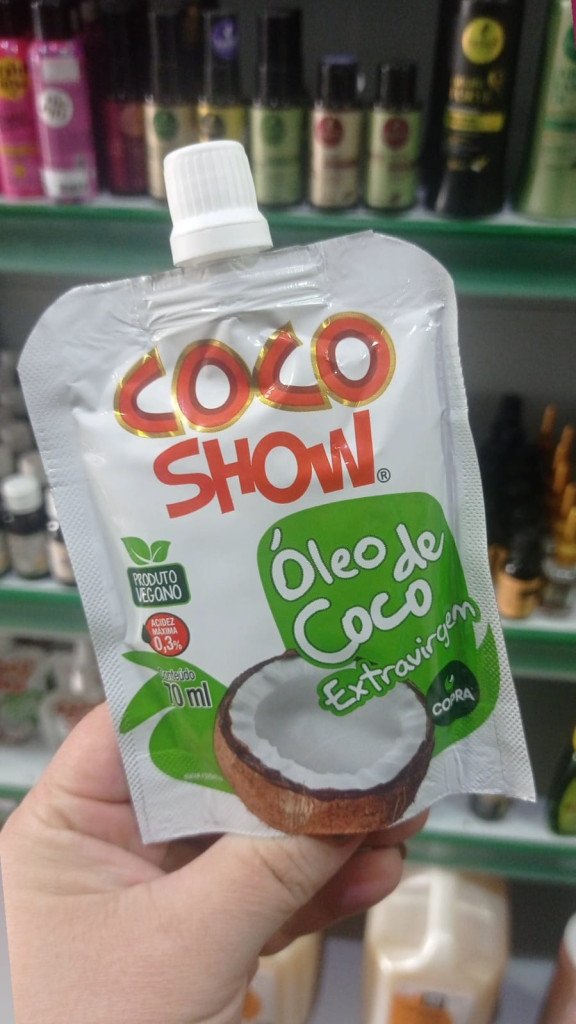 COCO
SHOW®
Óleo de
Coco
Extravirgem
PRODUTO
VEGANO
ACIDEZ
MÁXIMA
0,3%
Conteúdo
70 ml
COPRA